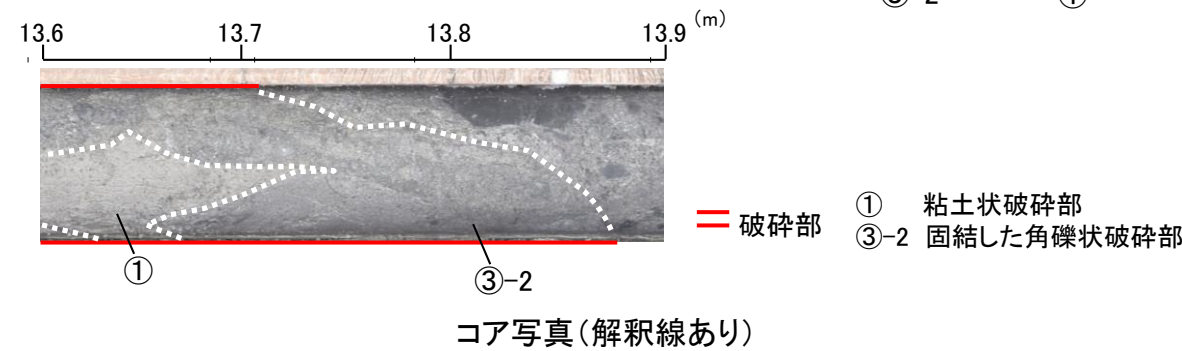 13.6 13.7 13.8 13.9 (m)
破砕部
① 粘土状破砕部
③-2 固結した角礫状破砕部
①
③-2
コア写真(解釈線あり)